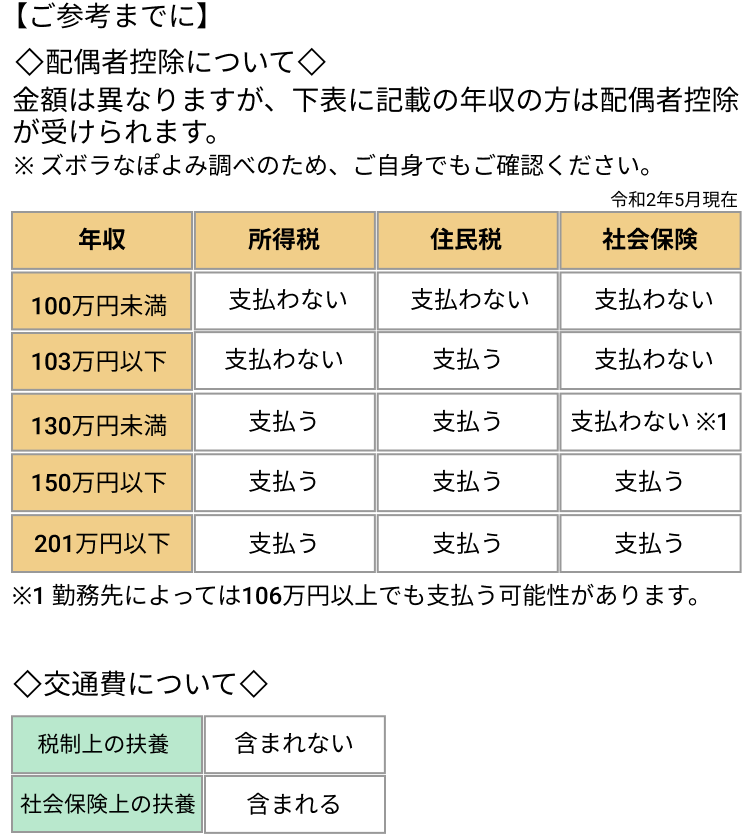 【ご参考までに】
◇配偶者控除について◇
金額は異なりますが、下表に記載の年収の方は配偶者控除
が受けられます。
※ ズボラなぽよみ調べのため、ご自身でもご確認ください。
令和2年5月現在
年収 所得税 住民税 社会保険
100万円未満 支払わない 支払わない 支払わない
103万円以下 支払わない 支払う 支払わない
130万円未満 支払う 支払う 支払わない ※1
150万円以下 支払う 支払う 支払う
201万円以下 支払う 支払う 支払う
※1 勤務先によっては106万円以上でも支払う可能性があります。
◇交通費について◇
税制上の扶養 含まれない
社会保険上の扶養 含まれる